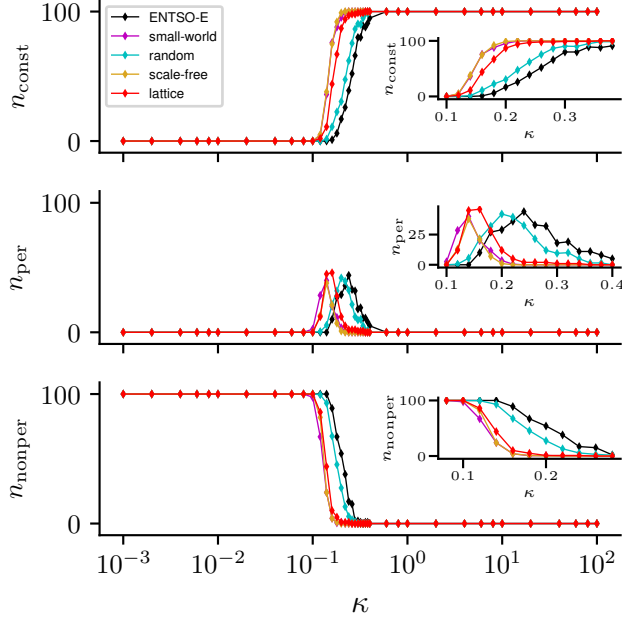 100
0
n_const
ENTSO-E
small-world
random
scale-free
lattice
100
50
0
n_const
0.1
0.2
0.3
κ
100
0
n_per
25
0
n_per
0.1
0.2
0.3
0.4
κ
100
0
n_nonper
100
0
n_nonper
0.1
0.2
κ
10^−3
10^−2
10^−1
10^0
10^1
10^2
κ